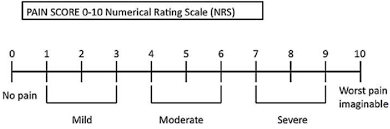 PAIN SCORE 0-10 Numerical Rating Scale (NRS)
0 1 2 3 4 5 6 7 8 9 10
No pain Worst pain
imaginable
Mild Moderate Severe